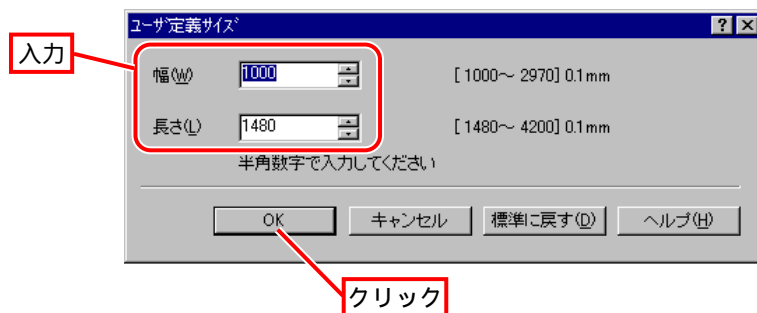 ユーザ定義サイズ
入力
幅(W) 1000 [ 1000～ 2970] 0.1mm
長さ(L) 1480 [ 1480～ 4200] 0.1mm
半角数字で入力してください
OK キャンセル 標準に戻す(D) ヘルプ(H)
クリック